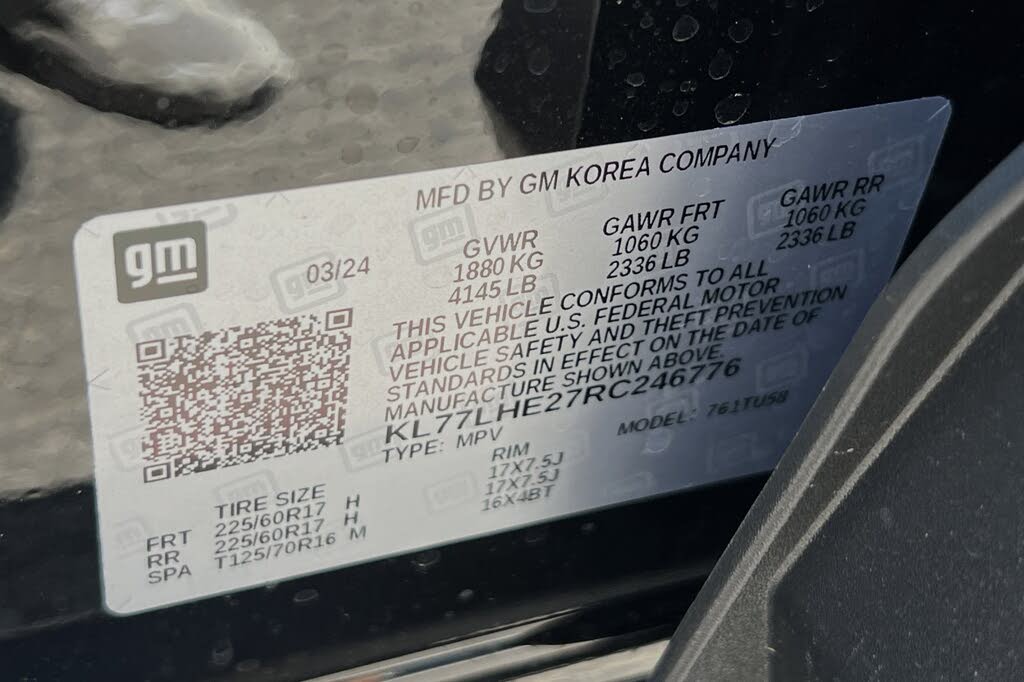 MFD BY GM KOREA COMPANY
gm
03/24
GVWR GAWR FRT GAWR RR
1880 KG 1060 KG 1060 KG
4145 LB 2336 LB 2336 LB
THIS VEHICLE CONFORMS TO ALL
APPLICABLE U.S. FEDERAL MOTOR
VEHICLE SAFETY AND THEFT PREVENTION
STANDARDS IN EFFECT ON THE DATE OF
MANUFACTURE SHOWN ABOVE.
KL77LHE27RC246776
TYPE: MPV MODEL: 761TU58
TIRE SIZE RIM
FRT 225/60R17 H 17X7.5J
RR 225/60R17 H 17X7.5J
SPA T125/70R16 M 16X4BT